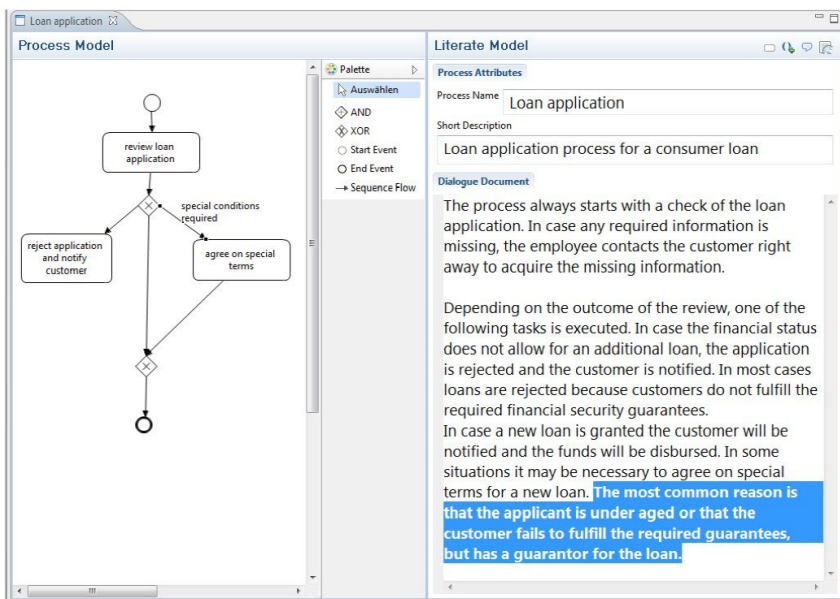 Loan application
Process Model
review loan
application
special conditions
required
reject application
and notify
customer
agree on special
terms
Palette
Auswählen
AND
XOR
Start Event
End Event
Sequence Flow
Literate Model
Process Attributes
Process Name
Loan application
Short Description
Loan application process for a consumer loan
Dialogue Document
The process always starts with a check of the loan
application. In case any required information is
missing, the employee contacts the customer right
away to acquire the missing information.
Depending on the outcome of the review, one of the
following tasks is executed. In case the financial status
does not allow for an additional loan, the application
is rejected and the customer is notified. In most cases
loans are rejected because customers do not fulfill the
required financial security guarantees.
In case a new loan is granted the customer will be
notified and the funds will be disbursed. In some
situations it may be necessary to agree on special
terms for a new loan. The most common reason is
that the applicant is under aged or that the
customer fails to fulfill the required guarantees,
but has a guarantor for the loan.